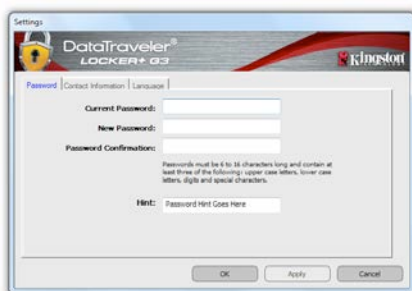 Settings
DataTraveler®
LOCKER+ G3
Kingston
Password Contact Information Language
Current Password:
New Password:
Password Confirmation:
Passwords must be 6 to 16 characters long and contain at
least three of the following: upper case letters, lower case
letters, digits and special characters.
Hint: Password Hint Goes Here
OK Apply Cancel